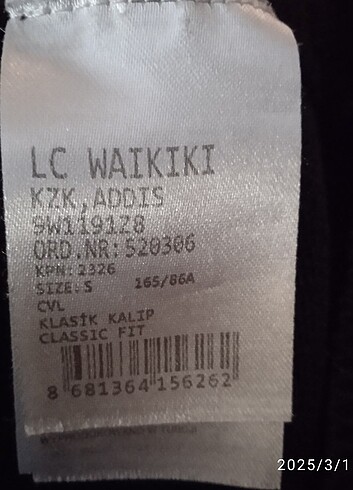 LC WAIKIKI
KZK.ADDIS
9W1191Z8
ORD.NR:520306
KPN:2326
SIZE:S 165/86A
CVL
KLASİK KALIP
CLASSIC FIT
8 681364 156262
2025/3/1